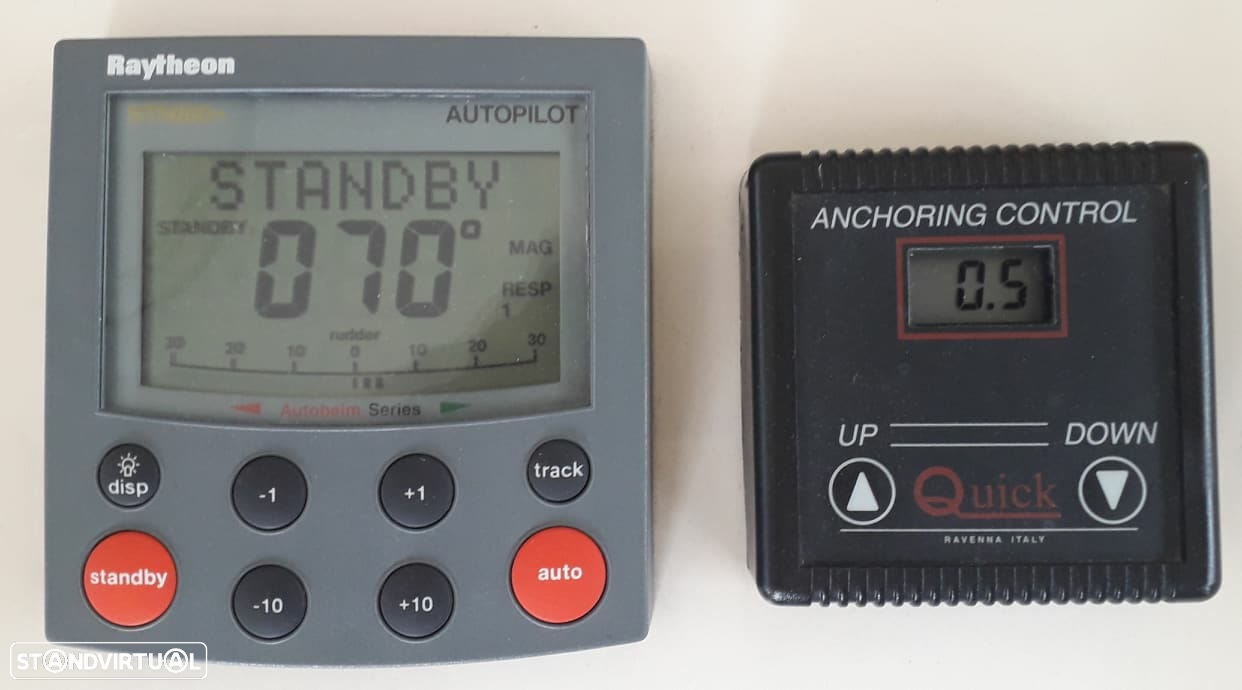 Raytheon
AUTOPILOT
STANDBY
STANDBY
070°
MAG
RESP
1
rudder
30 20 10 0 10 20 30
Autohelm Series
disp
-1
+1
track
standby
-10
+10
auto
ANCHORING CONTROL
0.5
UP
DOWN
Quick
RAVENNA ITALY
STANDVIRTUAL